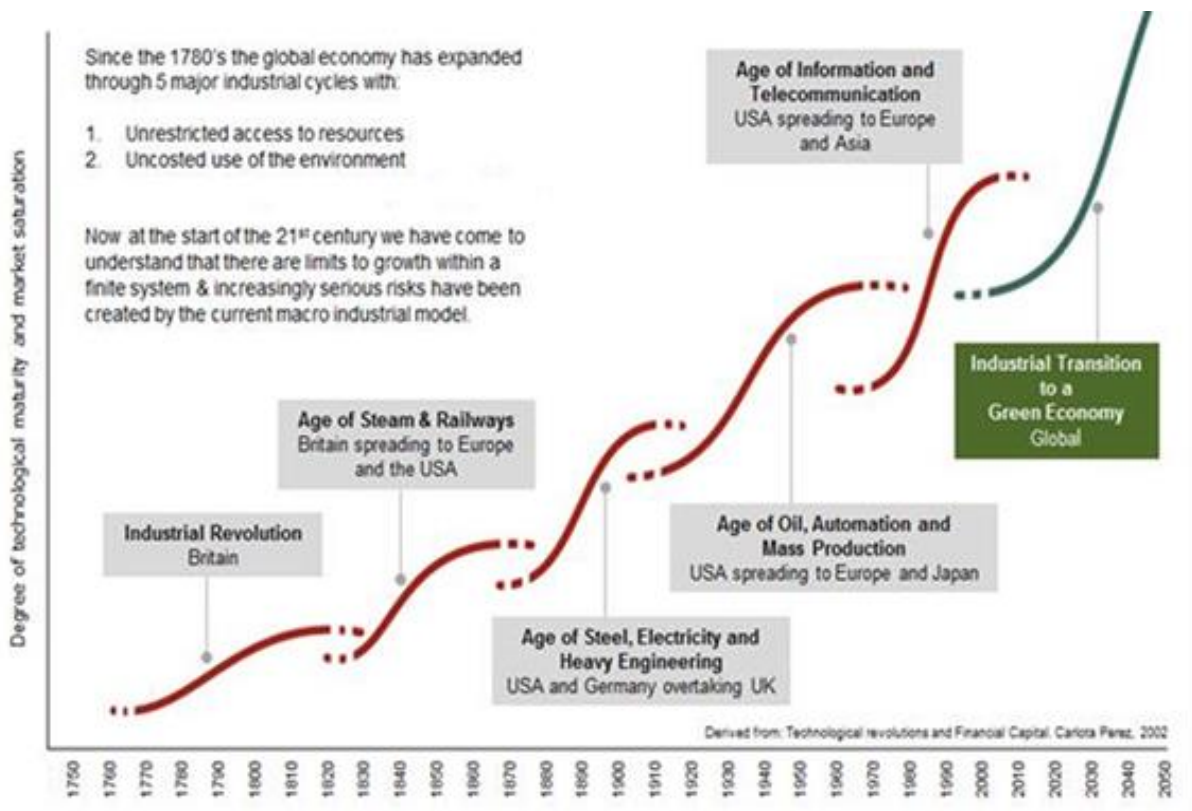 Since the 1780's the global economy has expanded
through 5 major industrial cycles with:
1. Unrestricted access to resources
2. Uncosted use of the environment
Now at the start of the 21st century we have come to
understand that there are limits to growth within a
finite system & increasingly serious risks have been
created by the current macro industrial model.
Age of Information and
Telecommunication
USA spreading to Europe
and Asia
Industrial Transition
to a
Green Economy
Global
Age of Steam & Railways
Britain spreading to Europe
and the USA
Industrial Revolution
Britain
Age of Oil, Automation and
Mass Production
USA spreading to Europe and Japan
Age of Steel, Electricity and
Heavy Engineering
USA and Germany overtaking UK
Derived from: Technological revolutions and Financial Capital. Carlota Perez, 2002
Degree of technological maturity and market saturation
1750
1760
1770
1780
1790
1800
1810
1820
1830
1840
1850
1860
1870
1880
1890
1900
1910
1920
1930
1940
1950
1960
1970
1980
1990
2000
2010
2020
2030
2040
2050